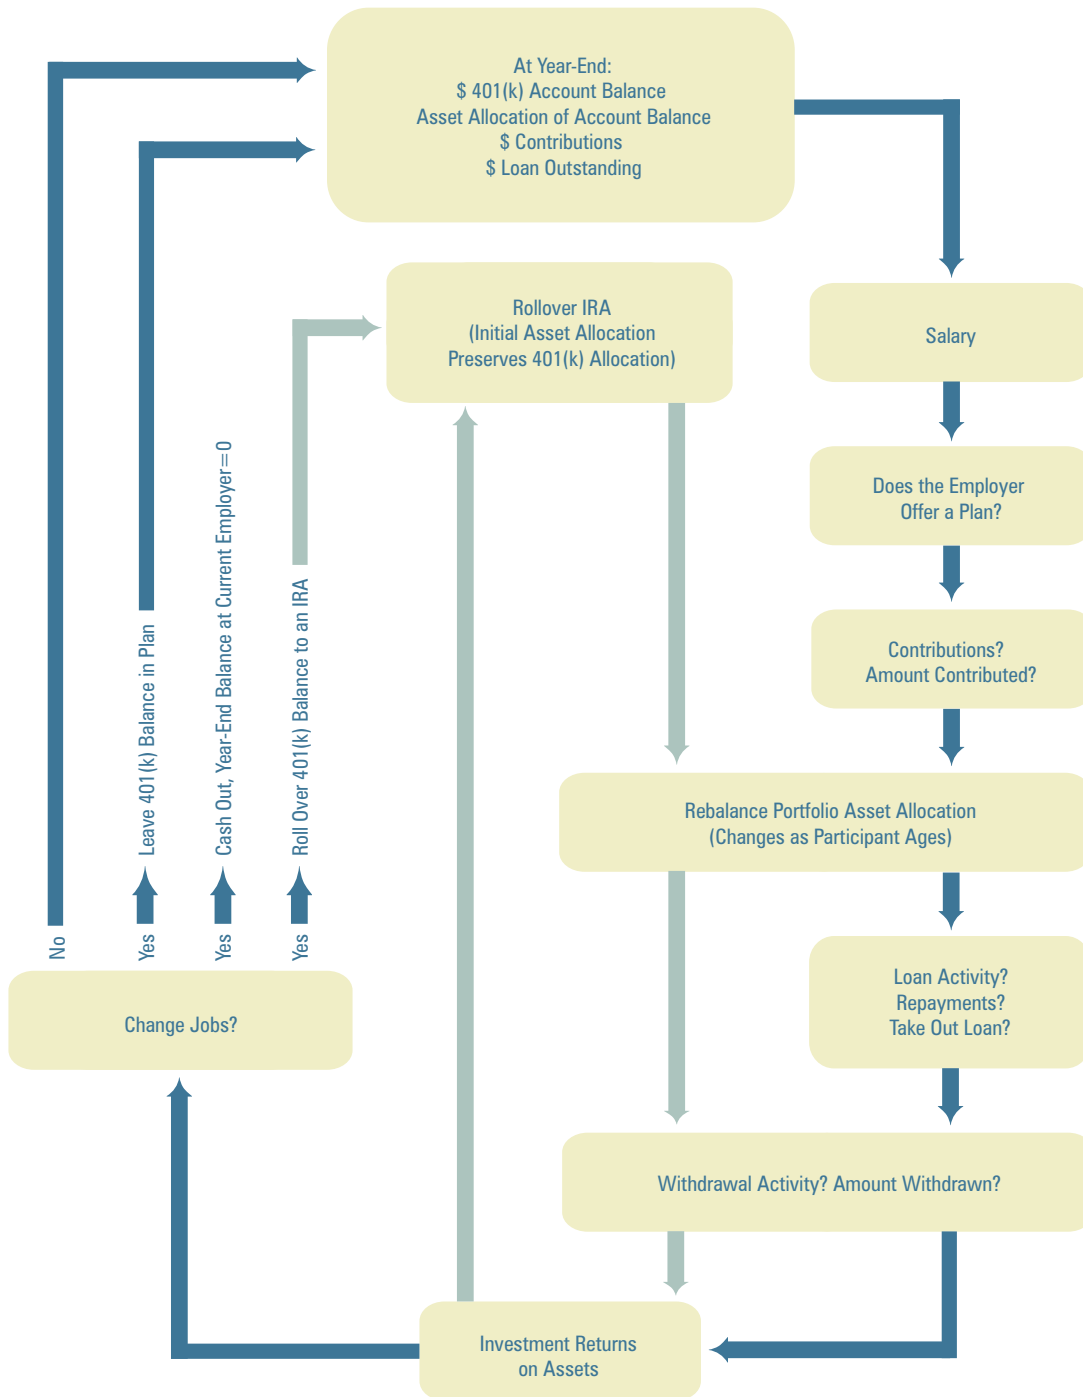 At Year-End:
$ 401(k) Account Balance
Asset Allocation of Account Balance
$ Contributions
$ Loan Outstanding
Rollover IRA
(Initial Asset Allocation
Preserves 401(k) Allocation)
Salary
Does the Employer
Offer a Plan?
Contributions?
Amount Contributed?
Rebalance Portfolio Asset Allocation
(Changes as Participant Ages)
Loan Activity?
Repayments?
Take Out Loan?
Withdrawal Activity? Amount Withdrawn?
Investment Returns
on Assets
Change Jobs?
No
Yes
Leave 401(k) Balance in Plan
Yes
Cash Out, Year-End Balance at Current Employer=0
Yes
Roll Over 401(k) Balance to an IRA